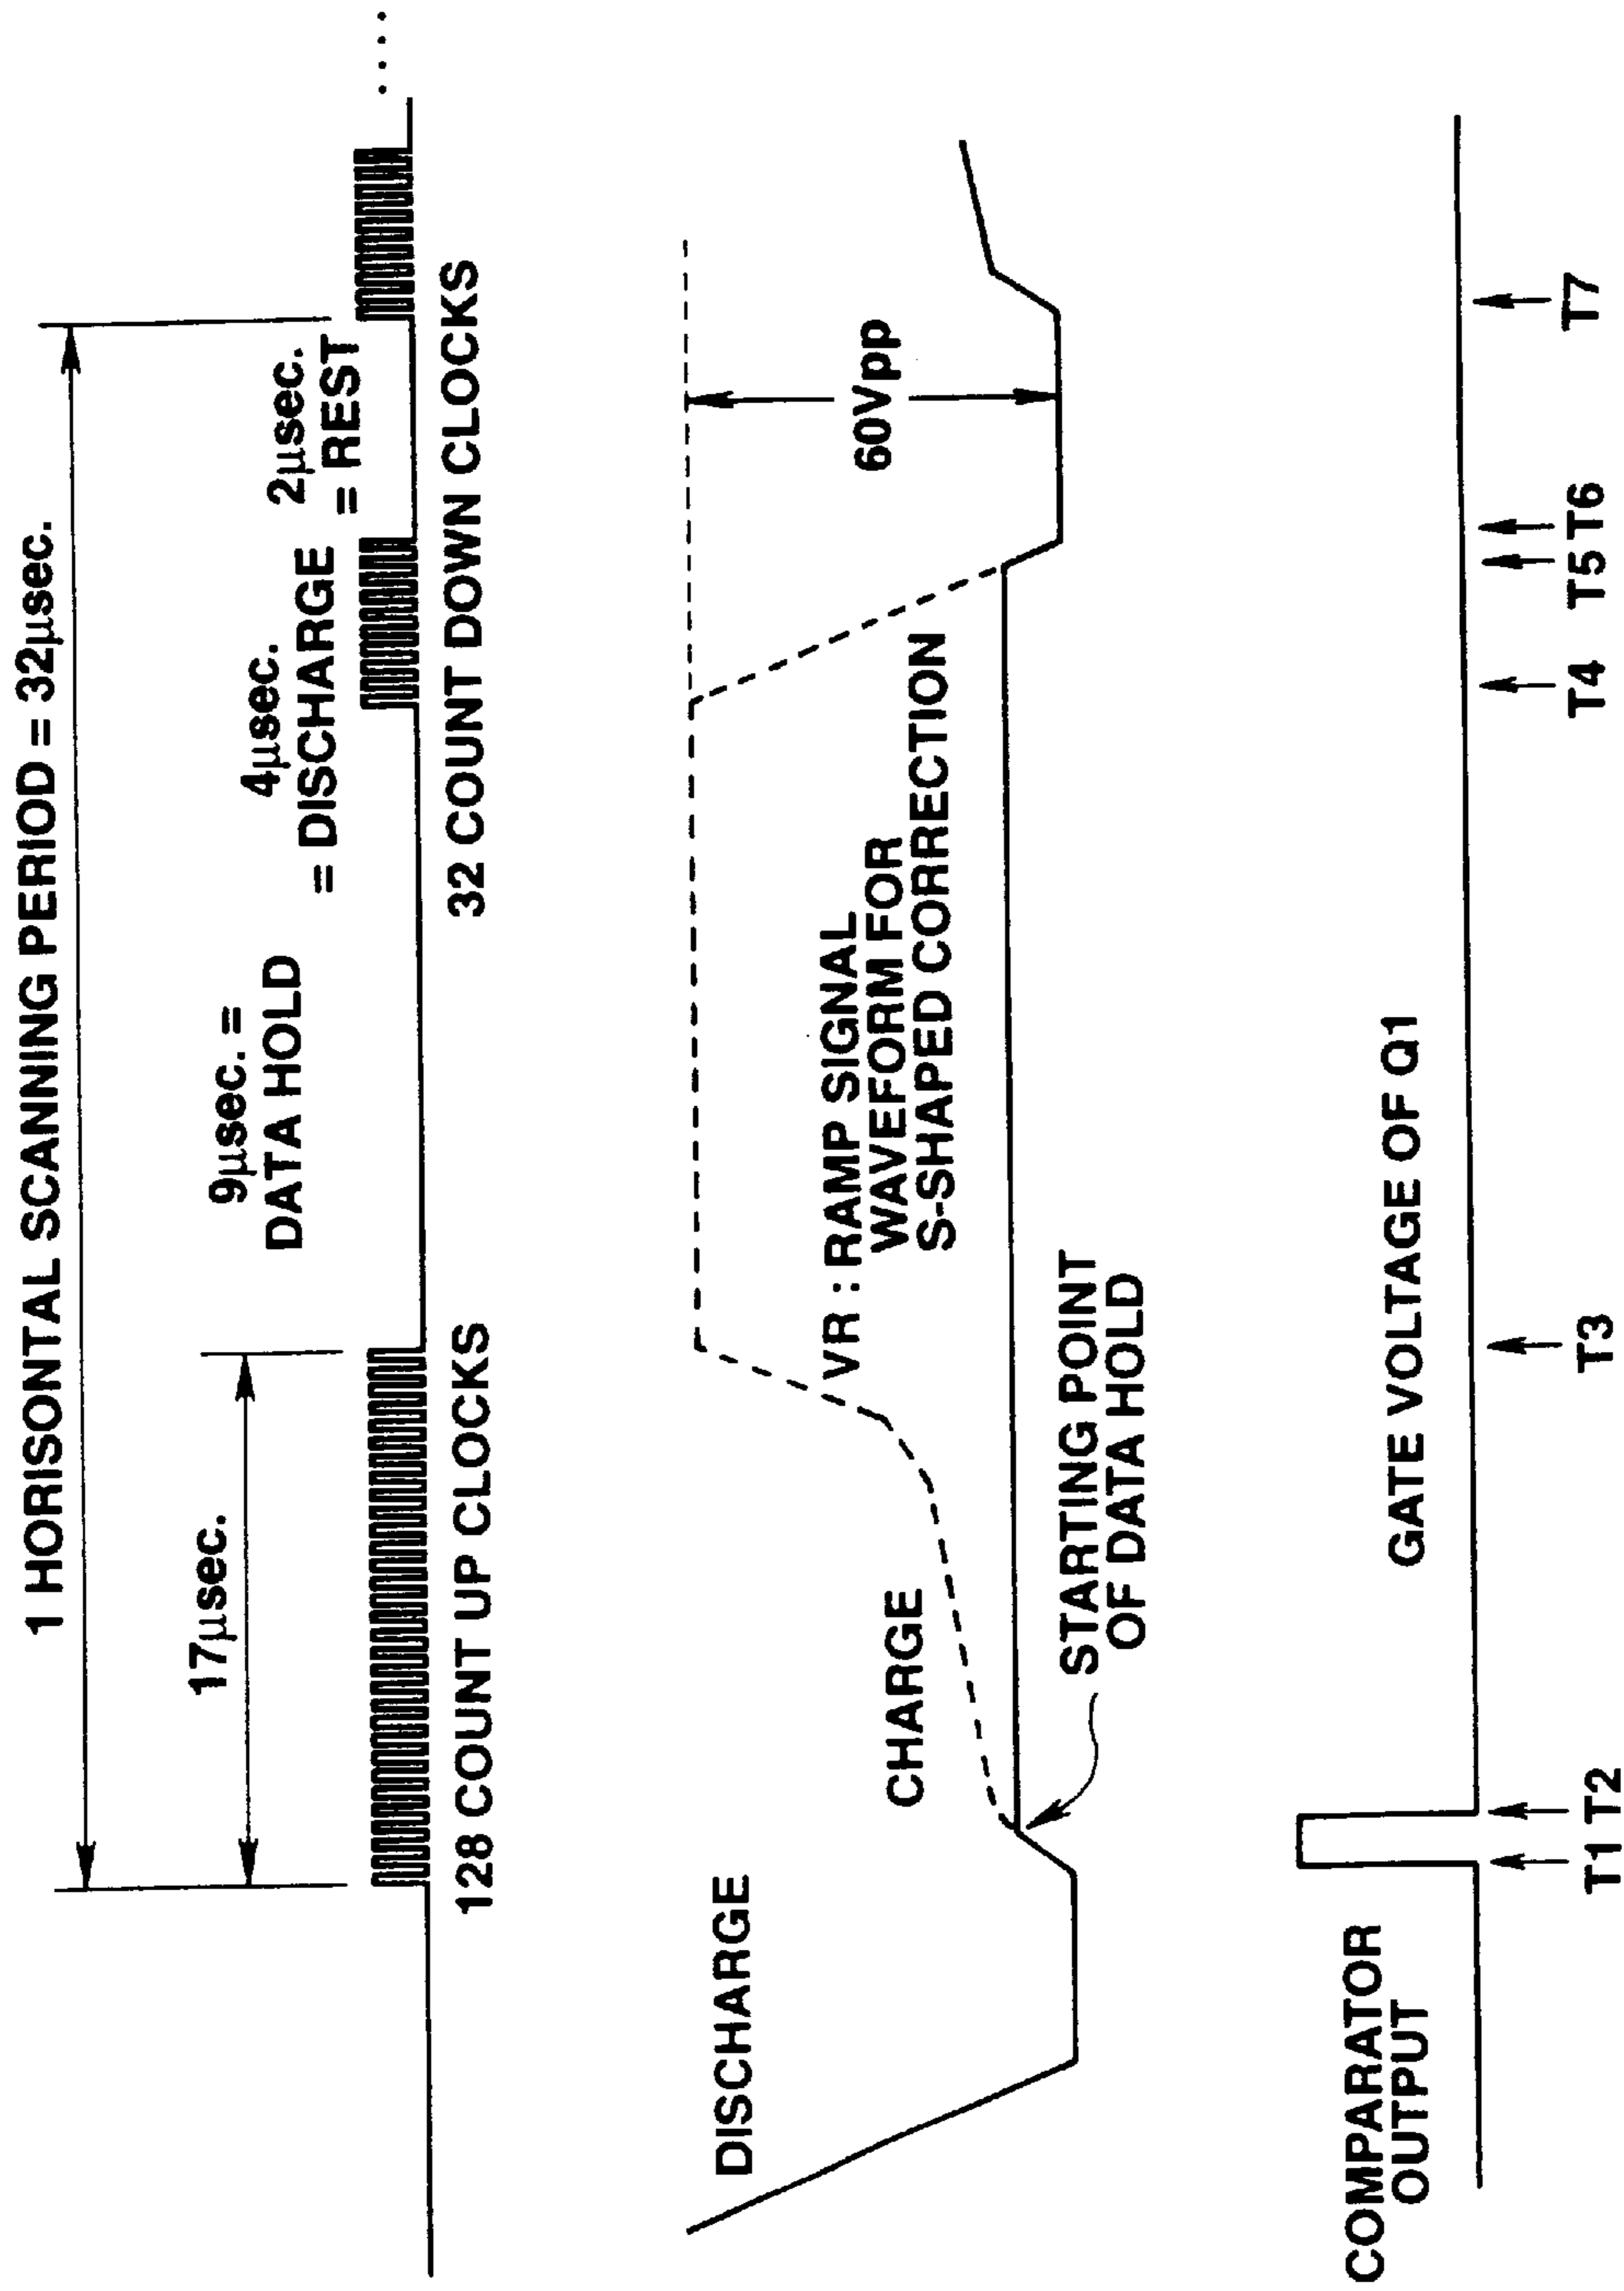 1 HORISONTAL SCANNING PERIOD = 32μsec.
17μsec.
9μsec. =
DATA HOLD
4μsec.
= DISCHARGE
2μsec.
= REST
128 COUNT UP CLOCKS
32 COUNT DOWN CLOCKS
DISCHARGE
CHARGE
VR : RAMP SIGNAL
WAVEFORM FOR
S-SHAPED CORRECTION
60Vpp
STARTING POINT
OF DATA HOLD
COMPARATOR
OUTPUT
GATE VOLTAGE OF Q1
T1 T2 T3 T4 T5 T6 T7